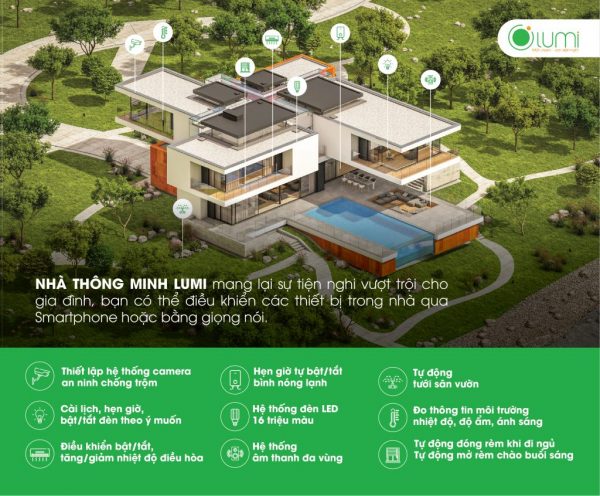 Lumi
NHÀ THÔNG MINH LUMI mang lại sự tiện nghi vượt trội cho
gia đình, bạn có thể điều khiển các thiết bị trong nhà qua
Smartphone hoặc bằng giọng nói.
Thiết lập hệ thống camera
an ninh chống trộm
Hẹn giờ tự bật/tắt
bình nóng lạnh
Tự động
tưới sân vườn
Cài lịch, hẹn giờ,
bật/tắt đèn theo ý muốn
Hệ thống đèn LED
16 triệu màu
Đo thông tin môi trường
nhiệt độ, độ ẩm, ánh sáng
Điều khiển bật/tắt,
tăng/giảm nhiệt độ điều hòa
Hệ thống
âm thanh đa vùng
Tự động đóng rèm khi đi ngủ
Tự động mở rèm chào buổi sáng